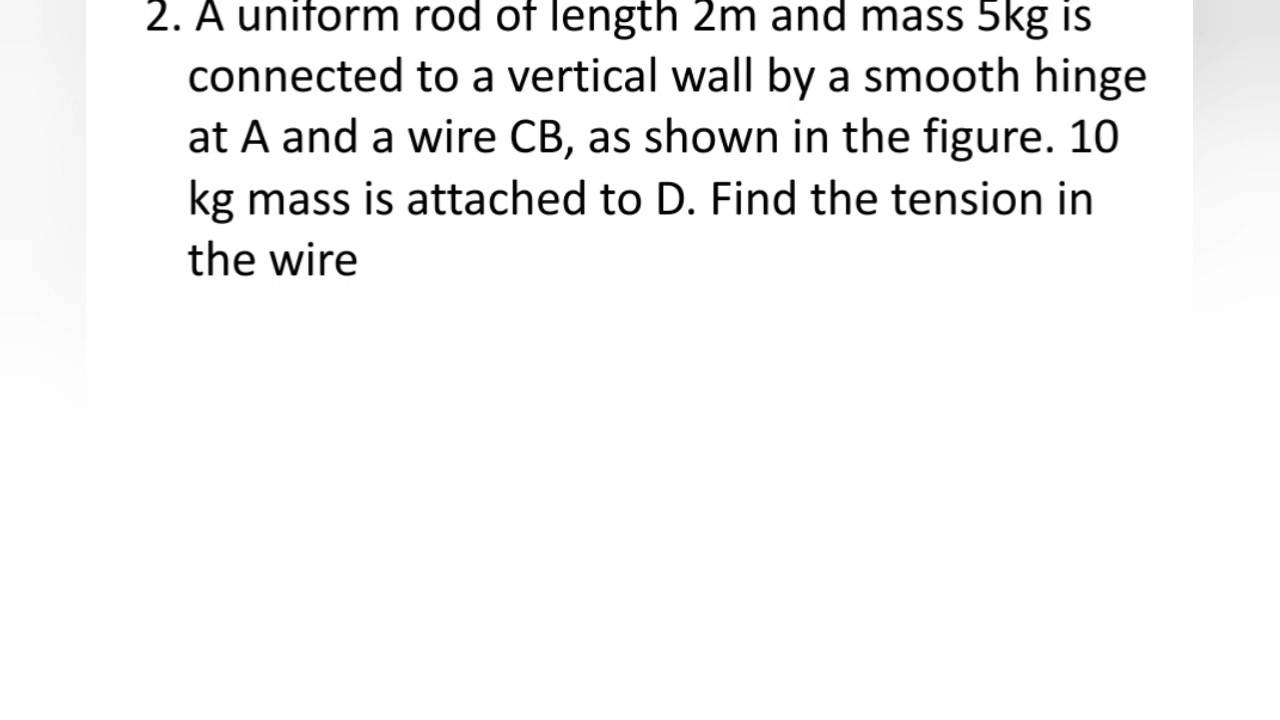 2. A uniform rod of length 2m and mass 5kg is
connected to a vertical wall by a smooth hinge
at A and a wire CB, as shown in the figure. 10
kg mass is attached to D. Find the tension in
the wire